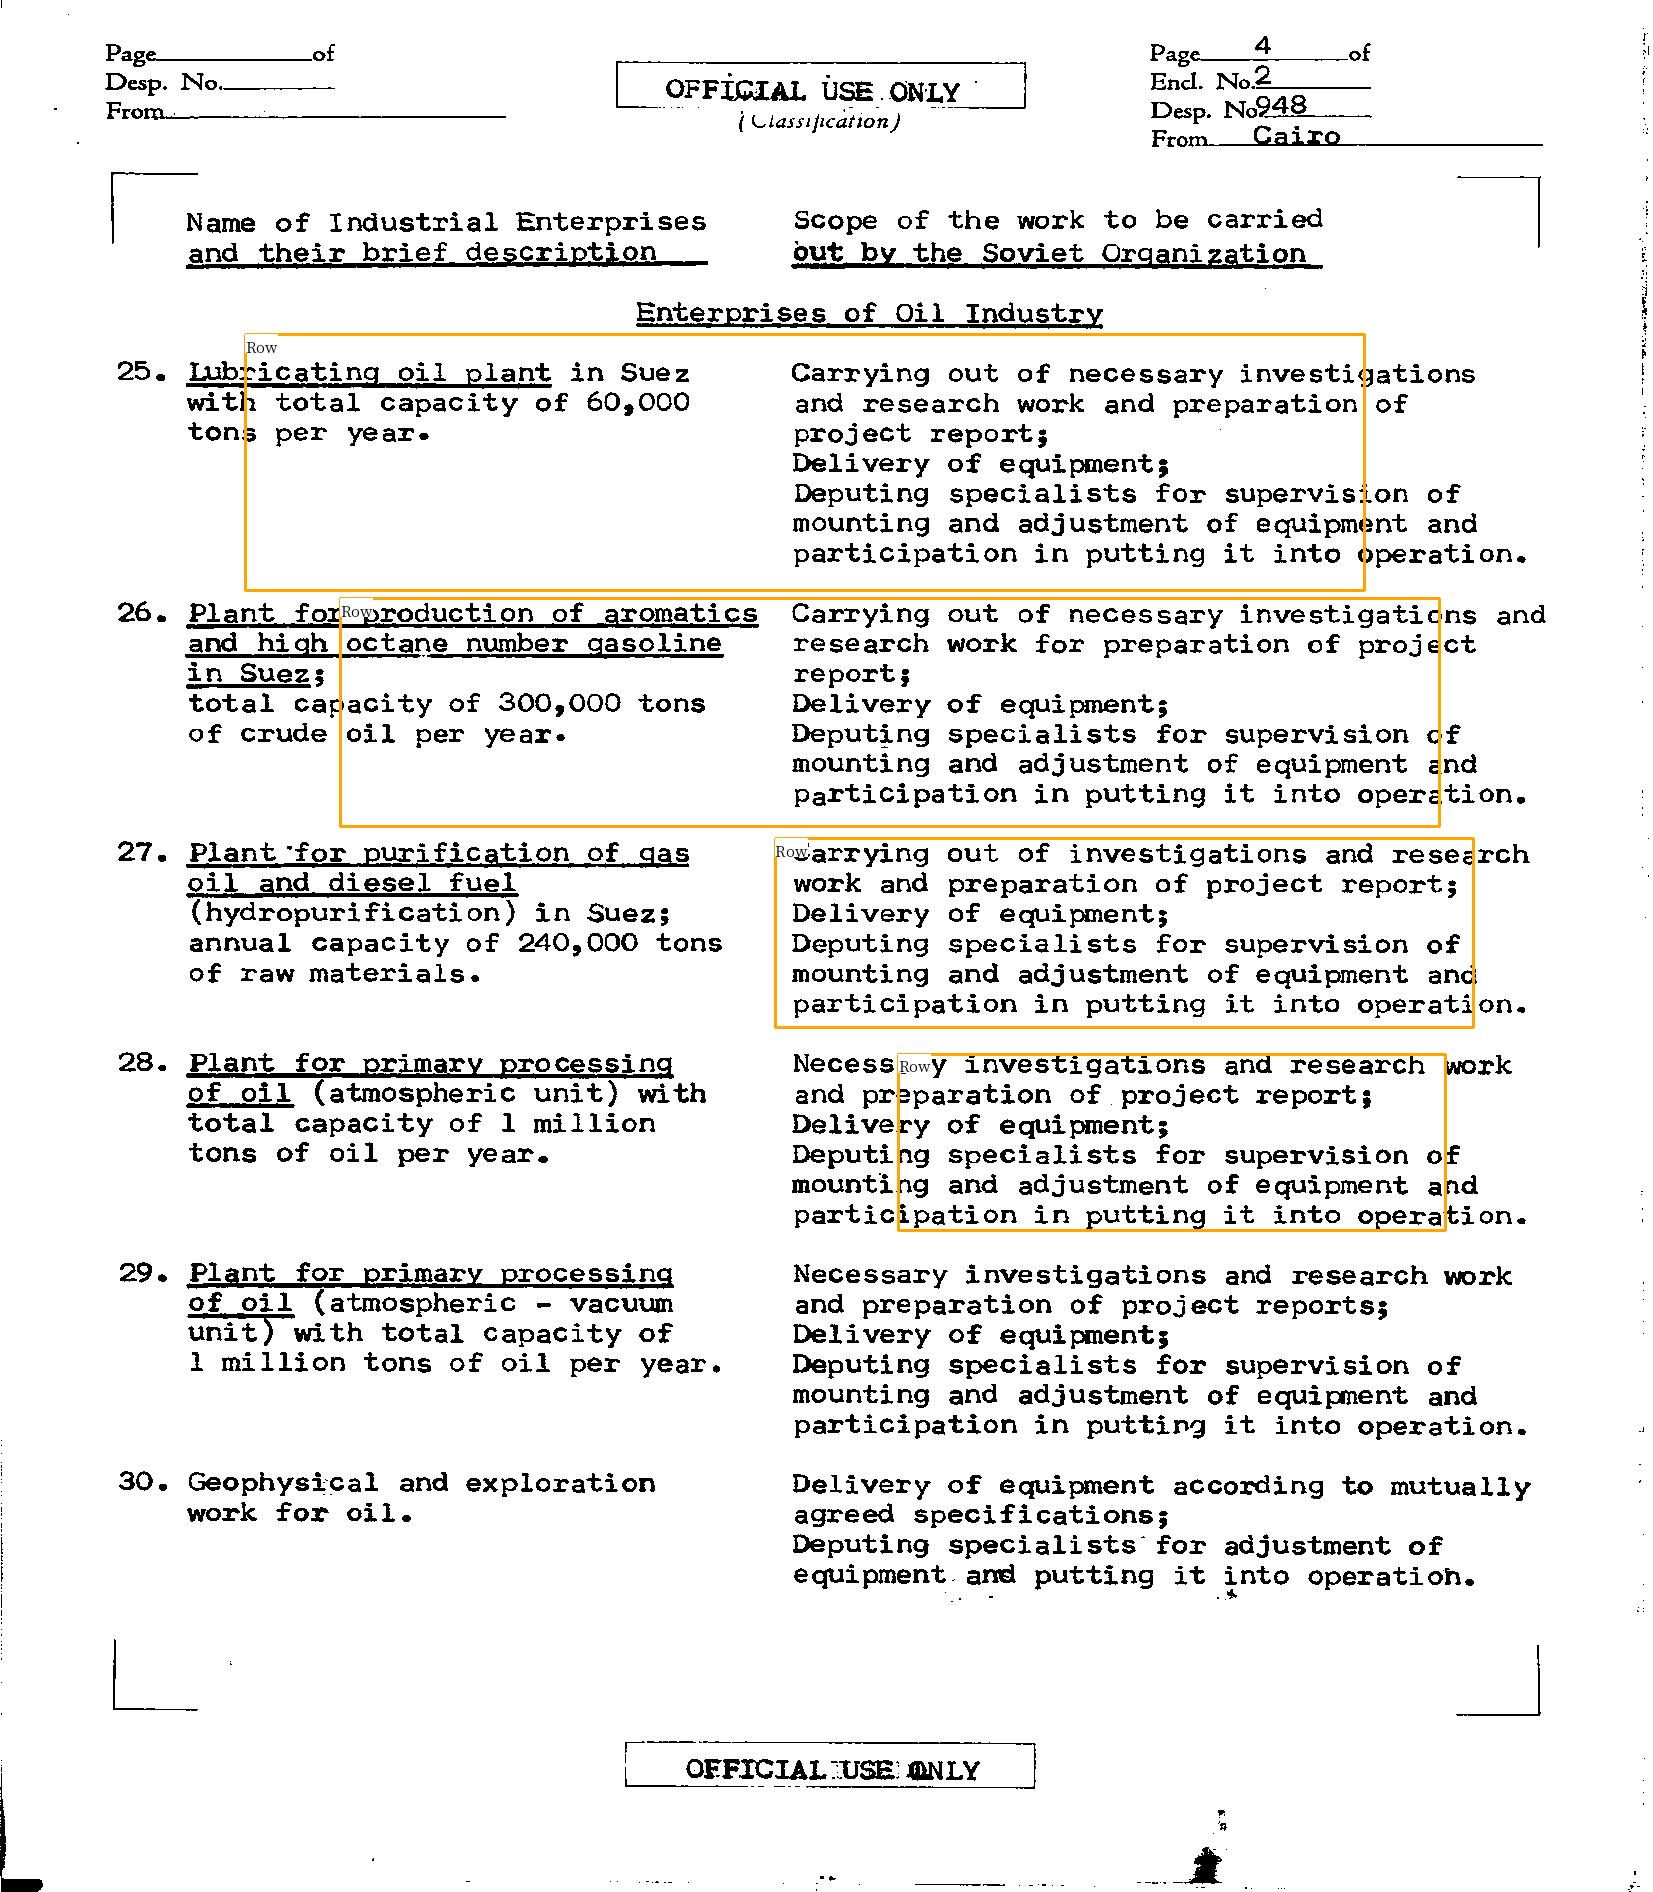 Page of
Desp. No.
From
OFFICIAL USE ONLY
(Classification)
Page 4 of
Encl. No. 2
Desp. No 948
From Cairo
Name of Industrial Enterprises
and their brief description
Scope of the work to be carried
out by the Soviet Organization
Enterprises of Oil Industry
Row
25. Lubricating oil plant in Suez
with total capacity of 60,000
tons per year.
Carrying out of necessary investigations
and research work and preparation of
project report;
Delivery of equipment;
Deputing specialists for supervision of
mounting and adjustment of equipment and
participation in putting it into operation.
Row
26. Plant for production of aromatics
and high octane number gasoline
in Suez;
total capacity of 300,000 tons
of crude oil per year.
Carrying out of necessary investigations and
research work for preparation of project
report;
Delivery of equipment;
Deputing specialists for supervision of
mounting and adjustment of equipment and
participation in putting it into operation.
27. Plant for purification of gas
oil and diesel fuel
(hydropurification) in Suez;
annual capacity of 240,000 tons
of raw materials.
Row
Carrying out of investigations and research
work and preparation of project report;
Delivery of equipment;
Deputing specialists for supervision of
mounting and adjustment of equipment and
participation in putting it into operation.
28. Plant for primary processing
of oil (atmospheric unit) with
total capacity of 1 million
tons of oil per year.
Row
Necessary investigations and research work
and preparation of project report;
Delivery of equipment;
Deputing specialists for supervision of
mounting and adjustment of equipment and
participation in putting it into operation.
29. Plant for primary processing
of oil (atmospheric - vacuum
unit) with total capacity of
1 million tons of oil per year.
Necessary investigations and research work
and preparation of project reports;
Delivery of equipment;
Deputing specialists for supervision of
mounting and adjustment of equipment and
participation in putting it into operation.
30. Geophysical and exploration
work for oil.
Delivery of equipment according to mutually
agreed specifications;
Deputing specialists for adjustment of
equipment and putting it into operation.
OFFICIAL USE ONLY